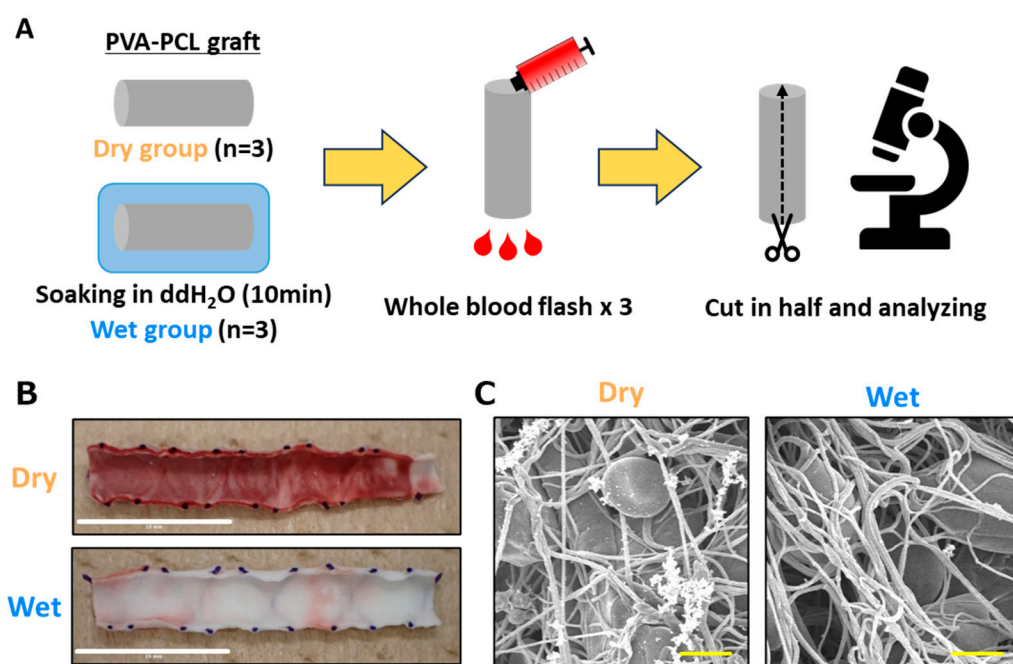 A
PVA-PCL graft
Dry group (n=3)
Soaking in ddH₂O (10min)
Wet group (n=3)
Whole blood flash x 3
Cut in half and analyzing
B
Dry
Wet
C
Dry
Wet